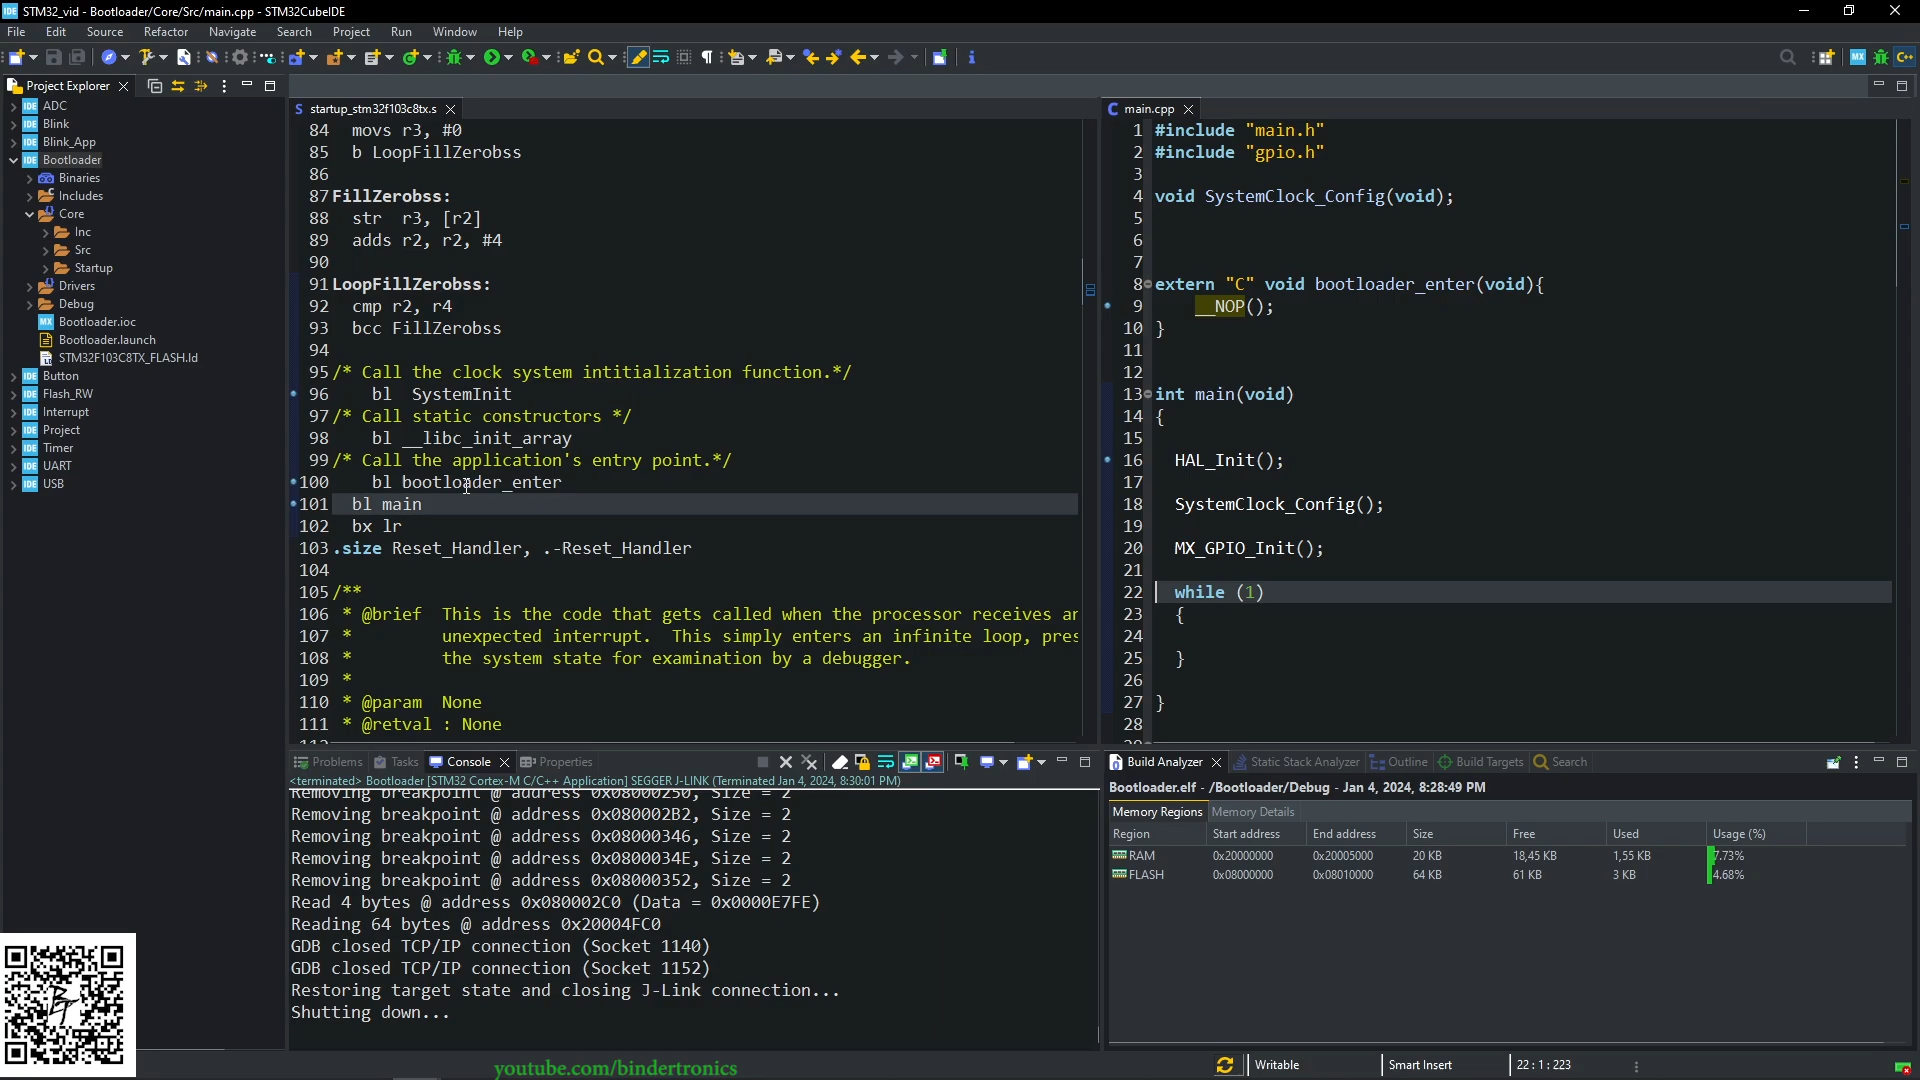 STM32_vid - Bootloader/Core/Src/main.cpp - STM32CubeIDE
File Edit Source Refactor Navigate Search Project Run Window Help
Project Explorer
ADC
Blink
Blink_App
Bootloader
Binaries
Includes
Core
Inc
Src
Startup
Drivers
Debug
Bootloader.ioc
Bootloader.launch
STM32F103C8TX_FLASH.ld
Button
Flash_RW
Interrupt
Project
Timer
UART
USB
startup_stm32f103c8tx.s
84 movs r3, #0
85 b LoopFillZerobss
86
87 FillZerobss:
88 str r3, [r2]
89 adds r2, r2, #4
90
91 LoopFillZerobss:
92 cmp r2, r4
93 bcc FillZerobss
94
95 /* Call the clock system intitialization function.*/
96 bl SystemInit
97 /* Call static constructors */
98 bl __libc_init_array
99 /* Call the application's entry point.*/
100 bl bootloader_enter
101 bl main
102 bx lr
103 .size Reset_Handler, .-Reset_Handler
104
105 /**
106 * @brief This is the code that gets called when the processor receives an
107 * unexpected interrupt. This simply enters an infinite loop, pres
108 * the system state for examination by a debugger.
109 *
110 * @param None
111 * @retval : None
main.cpp
1 #include "main.h"
2 #include "gpio.h"
3
4 void SystemClock_Config(void);
5
6
7
8 extern "C" void bootloader_enter(void){
9 __NOP();
10 }
11
12
13 int main(void)
14 {
15
16 HAL_Init();
17
18 SystemClock_Config();
19
20 MX_GPIO_Init();
21
22 while (1)
23 {
24
25 }
26
27 }
28
Problems Tasks Console Properties
<terminated> Bootloader [STM32 Cortex-M C/C++ Application] SEGGER J-LINK (Terminated Jan 4, 2024, 8:30:01 PM)
Removing breakpoint @ address 0x08000250, Size = 2
Removing breakpoint @ address 0x080002B2, Size = 2
Removing breakpoint @ address 0x08000346, Size = 2
Removing breakpoint @ address 0x0800034E, Size = 2
Removing breakpoint @ address 0x08000352, Size = 2
Read 4 bytes @ address 0x080002C0 (Data = 0x0000E7FE)
Reading 64 bytes @ address 0x20004FC0
GDB closed TCP/IP connection (Socket 1140)
GDB closed TCP/IP connection (Socket 1152)
Restoring target state and closing J-Link connection...
Shutting down...
Build Analyzer Static Stack Analyzer Outline Build Targets Search
Bootloader.elf - /Bootloader/Debug - Jan 4, 2024, 8:28:49 PM
Memory Regions Memory Details
Region Start address End address Size Free Used Usage (%)
RAM 0x20000000 0x20005000 20 KB 18,45 KB 1,55 KB 7.73%
FLASH 0x08000000 0x08010000 64 KB 61 KB 3 KB 4.68%
youtube.com/bindertronics
Writable Smart Insert 22 : 1 : 223